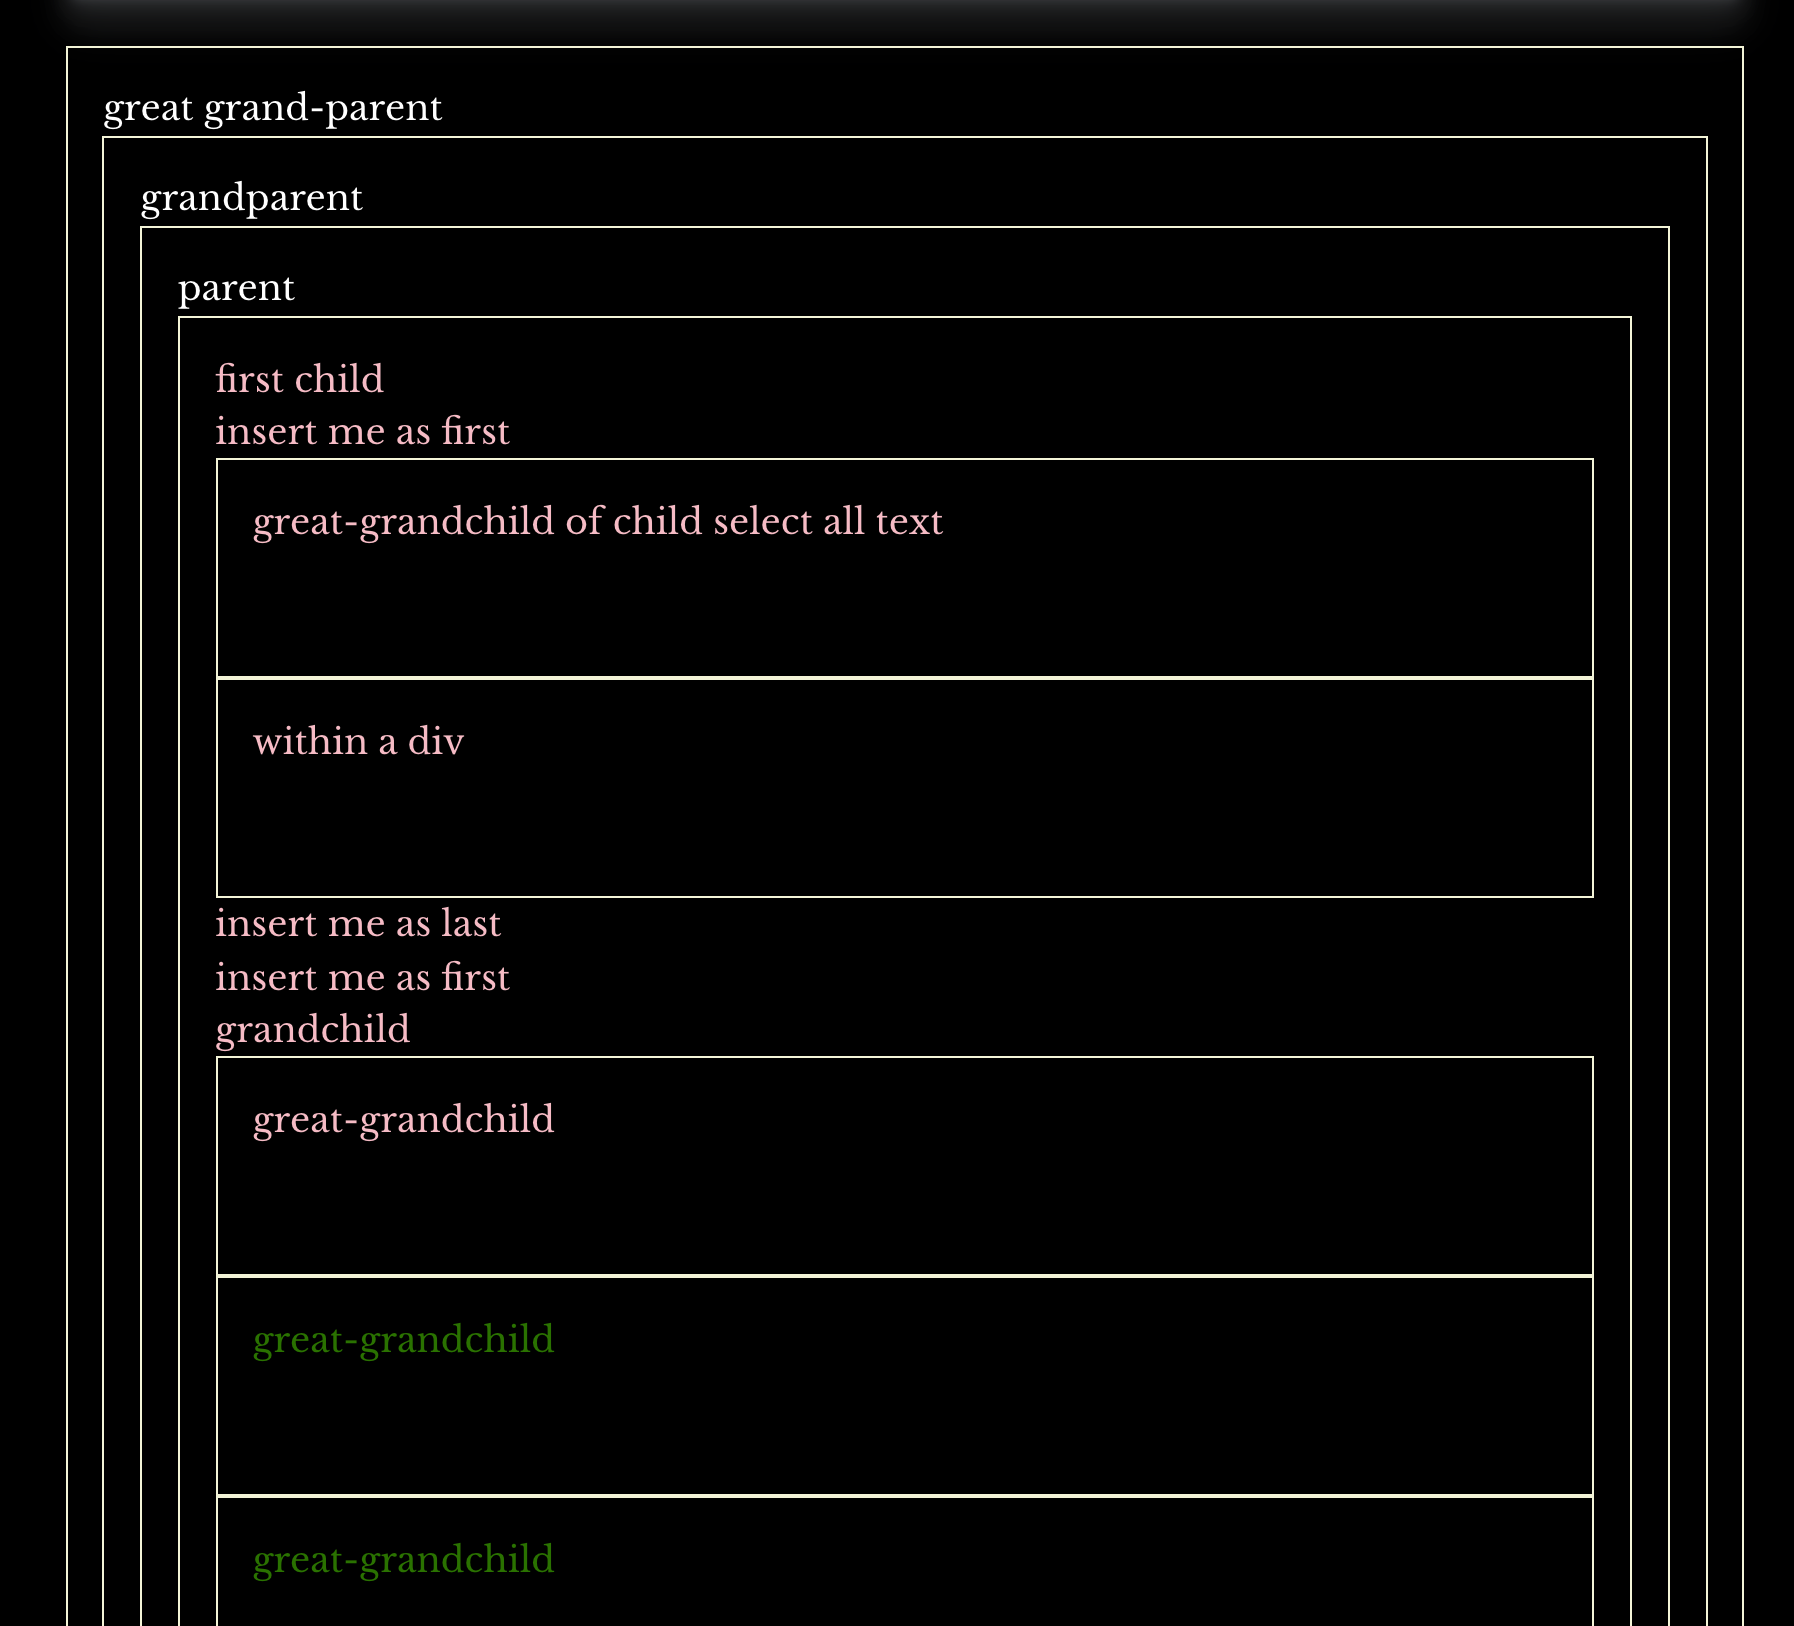 great grand-parent
grandparent
parent
first child
insert me as first
great-grandchild of child select all text
within a div
insert me as last
insert me as first
grandchild
great-grandchild
great-grandchild
great-grandchild